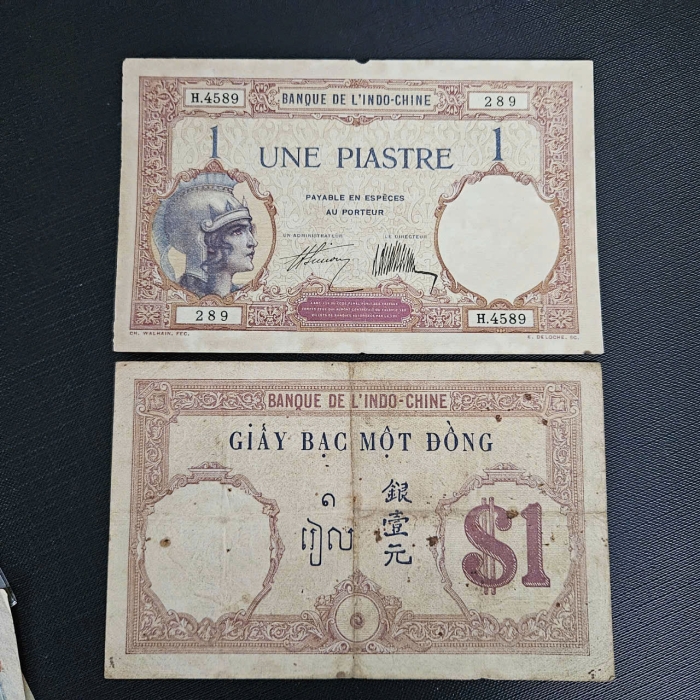 H.4589 BANQUE DE L'INDO-CHINE 289
1 UNE PIASTRE 1
PAYABLE EN ESPÈCES
AU PORTEUR
UN ADMINISTRATEUR LE DIRECTEUR
289 H.4589
CH. WALHAIN, FEC. E. DELOCHE, SC.
BANQUE DE L'INDO-CHINE
GIẤY BẠC MỘT ĐỒNG
១
រៀល
銀壹元
$1